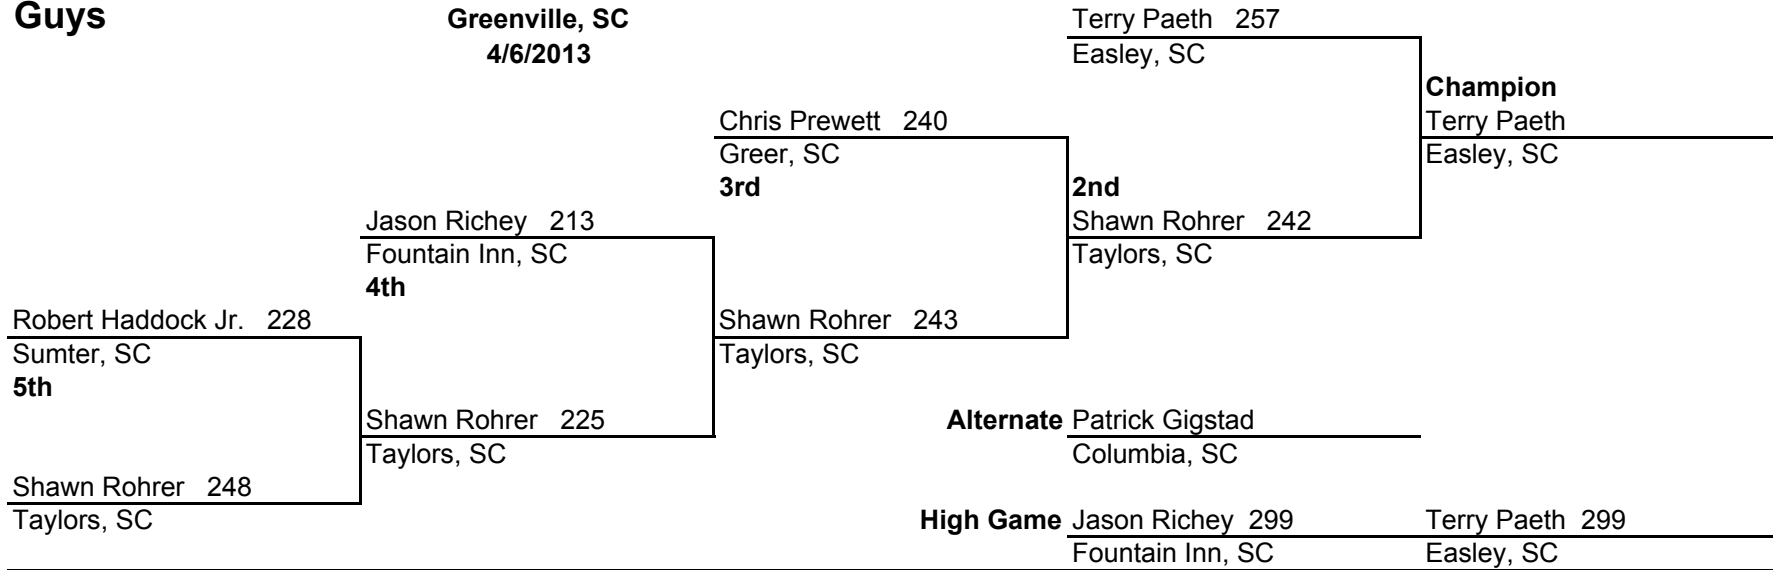 Guys
Greenville, SC
4/6/2013
Terry Paeth 257
Easley, SC
Champion
Terry Paeth
Easley, SC
Chris Prewett 240
Greer, SC
3rd
2nd
Shawn Rohrer 242
Taylors, SC
Jason Richey 213
Fountain Inn, SC
4th
Robert Haddock Jr. 228
Sumter, SC
5th
Shawn Rohrer 243
Taylors, SC
Shawn Rohrer 225
Taylors, SC
Alternate Patrick Gigstad
Columbia, SC
Shawn Rohrer 248
Taylors, SC
High Game Jason Richey 299 Terry Paeth 299
Fountain Inn, SC Easley, SC